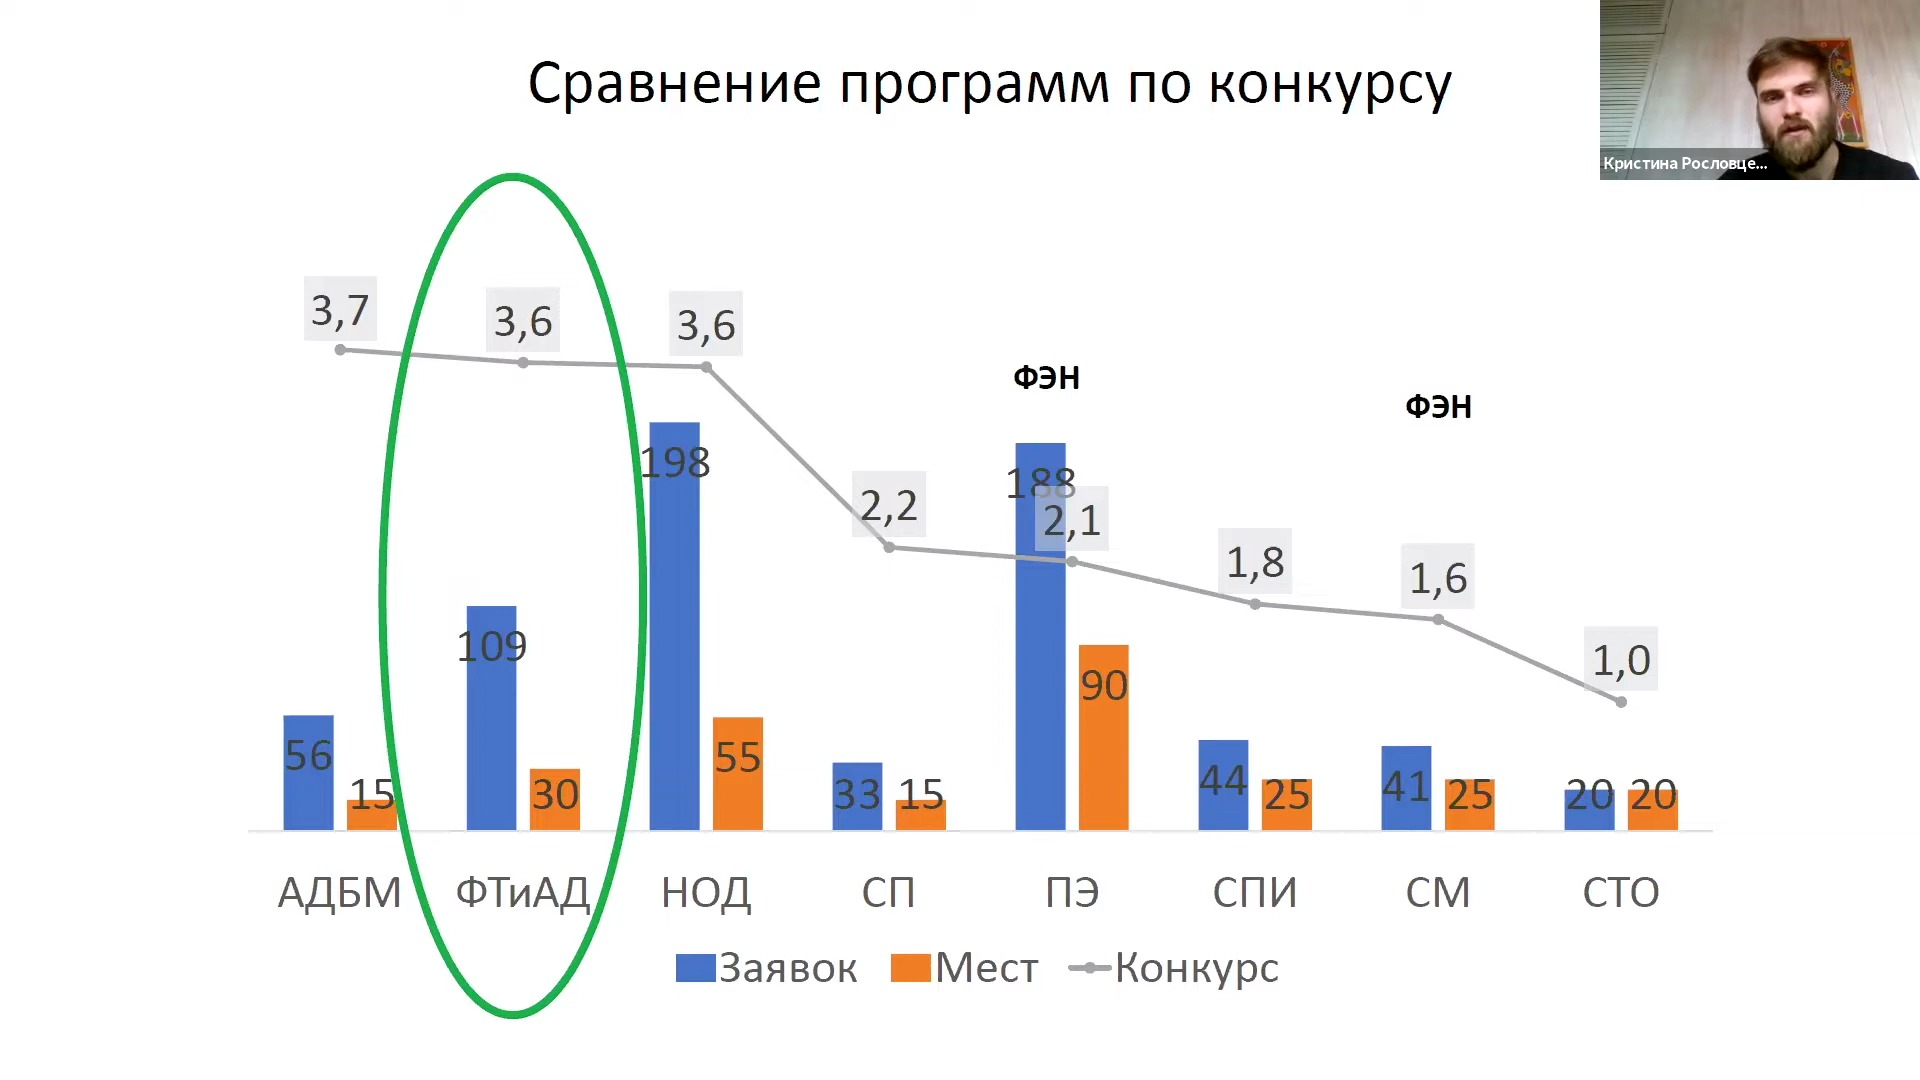 Сравнение программ по конкурсу
Кристина Рословце...
3,7
3,6
3,6
2,2
2,1
1,8
1,6
1,0
ФЭН
ФЭН
56
15
109
30
198
55
33
15
188
90
44
25
41
25
20
20
АДБМ
ФТиАД
НОД
СП
ПЭ
СПИ
СМ
СТО
Заявок
Мест
Конкурс